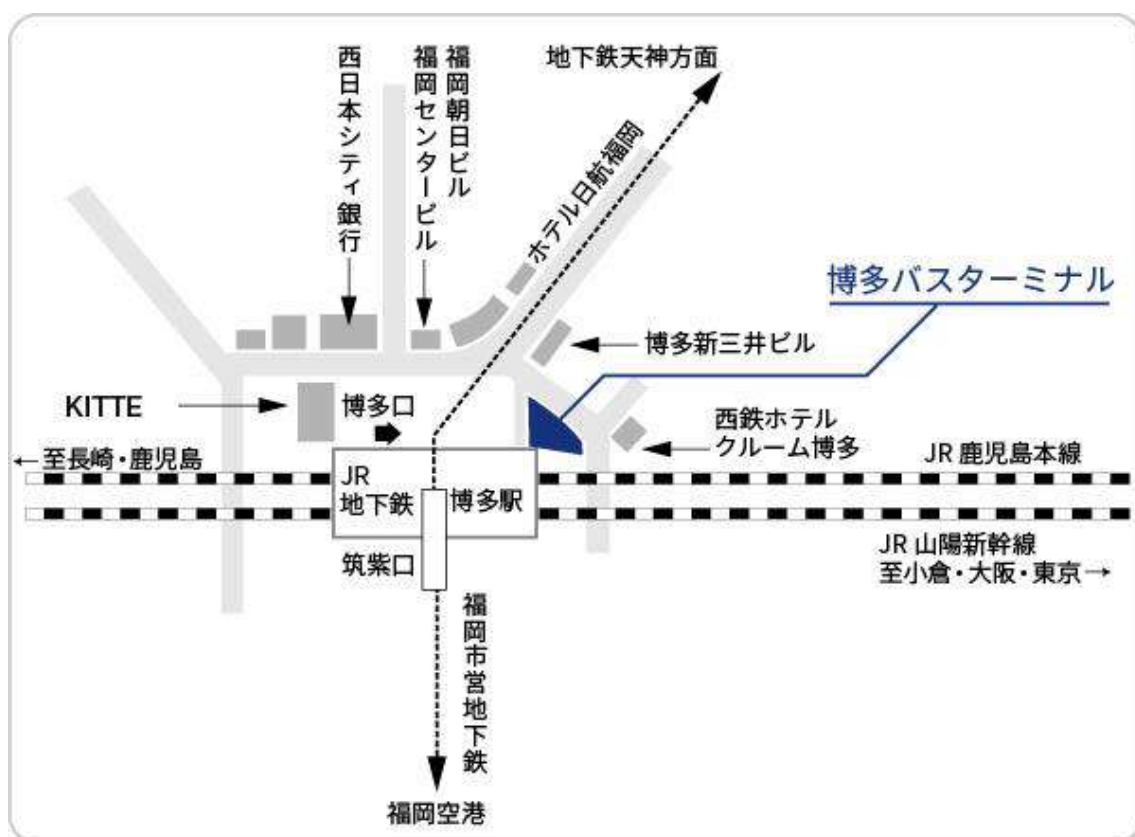 西日本シティ銀行
福岡センタービル
福岡朝日ビル
地下鉄天神方面
ホテル日航福岡
博多バスターミナル
博多新三井ビル
KITTE
博多口
西鉄ホテル
クルーム博多
←至長崎・鹿児島
JR
地下鉄
博多駅
JR 鹿児島本線
筑紫口
JR 山陽新幹線
至小倉・大阪・東京→
福岡市営地下鉄
福岡空港